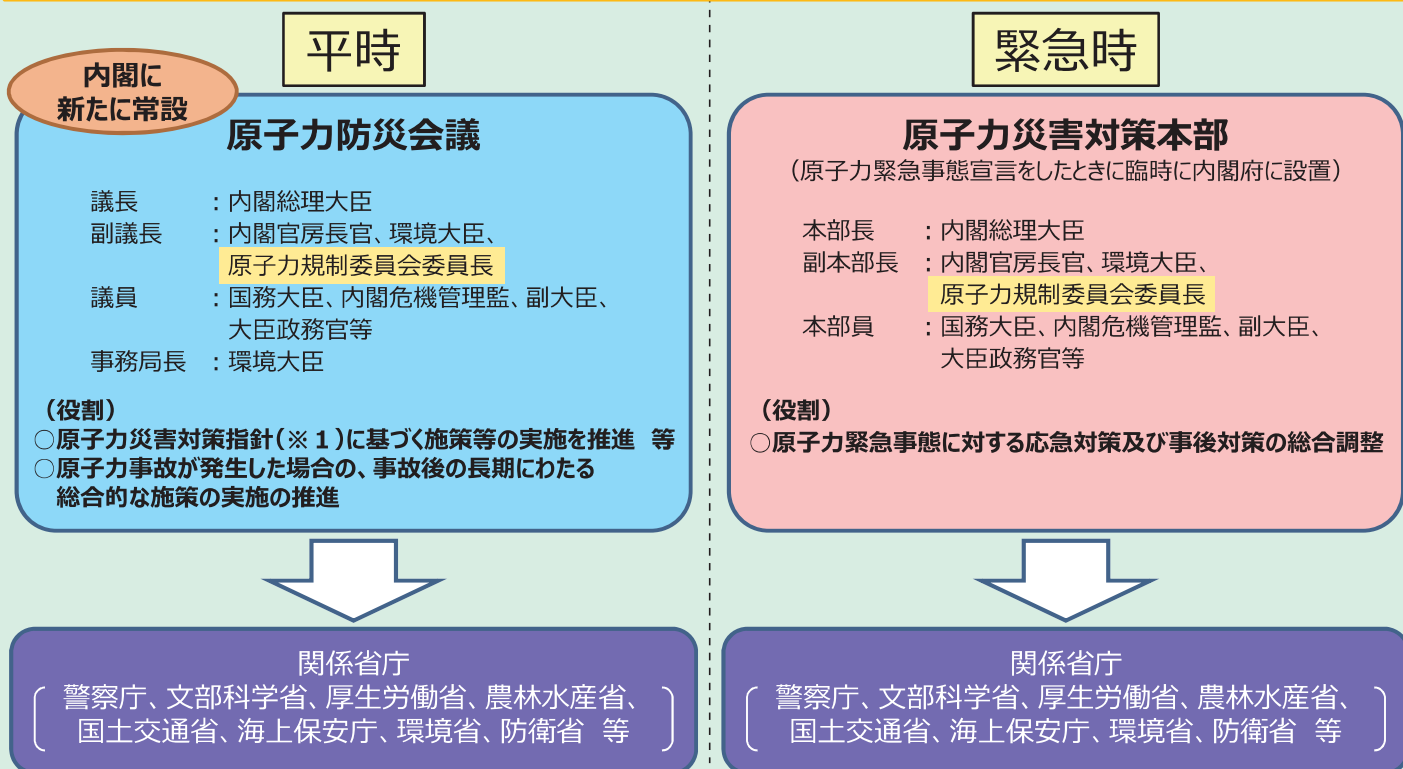 平時
内閣に
新たに常設
原子力防災会議
議長 :内閣総理大臣
副議長 :内閣官房長官、環境大臣、
原子力規制委員会委員長
議員 :国務大臣、内閣危機管理監、副大臣、
大臣政務官等
事務局長 :環境大臣
(役割)
○原子力災害対策指針(※1)に基づく施策等の実施を推進 等
○原子力事故が発生した場合の、事故後の長期にわたる
総合的な施策の実施の推進
関係省庁
警察庁、文部科学省、厚生労働省、農林水産省、
国土交通省、海上保安庁、環境省、防衛省 等
緊急時
原子力災害対策本部
(原子力緊急事態宣言をしたときに臨時に内閣府に設置)
本部長 :内閣総理大臣
副本部長 :内閣官房長官、環境大臣、
原子力規制委員会委員長
本部員 :国務大臣、内閣危機管理監、副大臣、
大臣政務官等
(役割)
○原子力緊急事態に対する応急対策及び事後対策の総合調整
関係省庁
警察庁、文部科学省、厚生労働省、農林水産省、
国土交通省、海上保安庁、環境省、防衛省 等